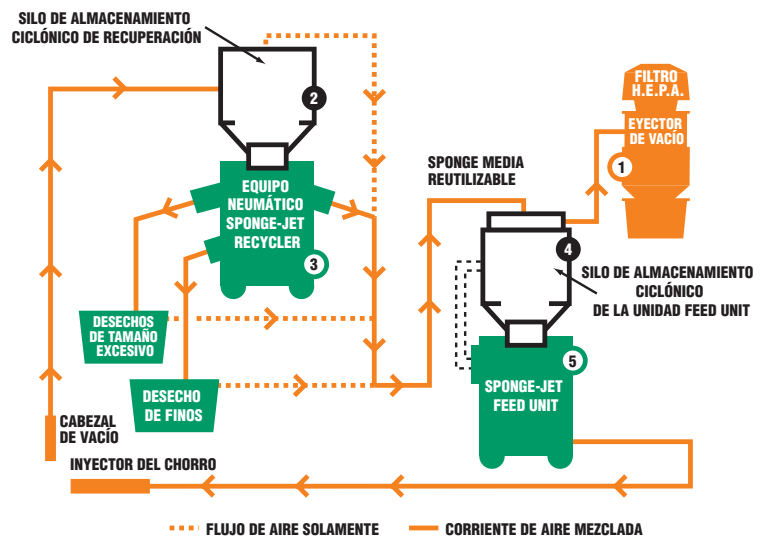 SILO DE ALMACENAMIENTO
CICLÓNICO DE RECUPERACIÓN
2
FILTRO
H.E.P.A.
EYECTOR
DE VACÍO
1
SPONGE MEDIA
REUTILIZABLE
EQUIPO
NEUMÁTICO
SPONGE-JET
RECYCLER
3
4
SILO DE ALMACENAMIENTO
CICLÓNICO
DE LA UNIDAD FEED UNIT
DESECHOS
DE TAMAÑO
EXCESIVO
5
DESECHO
DE FINOS
SPONGE-JET
FEED UNIT
CABEZAL
DE VACÍO
INYECTOR DEL CHORRO
FLUJO DE AIRE SOLAMENTE
CORRIENTE DE AIRE MEZCLADA